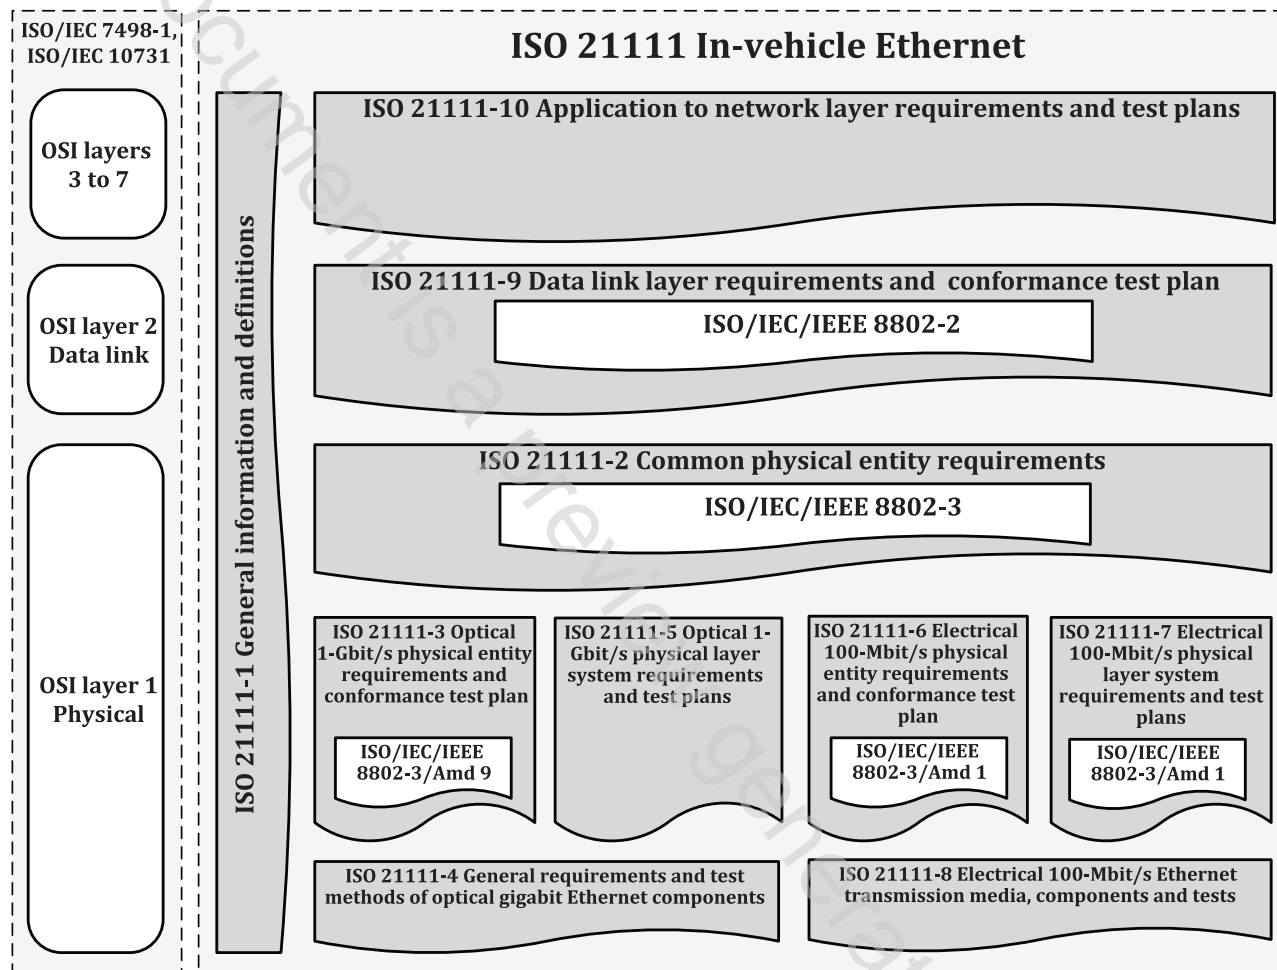 ISO/IEC 7498-1,
ISO/IEC 10731
ISO 21111 In-vehicle Ethernet
OSI layers
3 to 7
OSI layer 2
Data link
OSI layer 1
Physical
ISO 21111-1 General information and definitions
ISO 21111-10 Application to network layer requirements and test plans
ISO 21111-9 Data link layer requirements and  conformance test plan
ISO/IEC/IEEE 8802-2
ISO 21111-2 Common physical entity requirements
ISO/IEC/IEEE 8802-3
ISO 21111-3 Optical
1-Gbit/s physical entity
requirements and
conformance test plan
ISO/IEC/IEEE
8802-3/Amd 9
ISO 21111-5 Optical 1-
Gbit/s physical layer
system requirements
and test plans
ISO 21111-6 Electrical
100-Mbit/s physical
entity requirements
and conformance test
plan
ISO/IEC/IEEE
8802-3/Amd 1
ISO 21111-7 Electrical
100-Mbit/s physical
layer system
requirements and test
plans
ISO/IEC/IEEE
8802-3/Amd 1
ISO 21111-4 General requirements and test
methods of optical gigabit Ethernet components
ISO 21111-8 Electrical 100-Mbit/s Ethernet
transmission media, components and tests
ocument is a preview generat